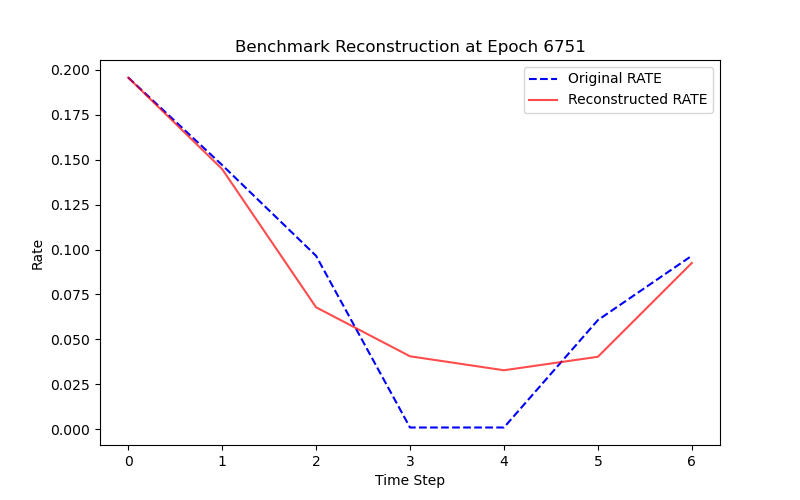 Benchmark Reconstruction at Epoch 6751
Original RATE
Reconstructed RATE
Rate
0.200
0.175
0.150
0.125
0.100
0.075
0.050
0.025
0.000
0 1 2 3 4 5 6
Time Step